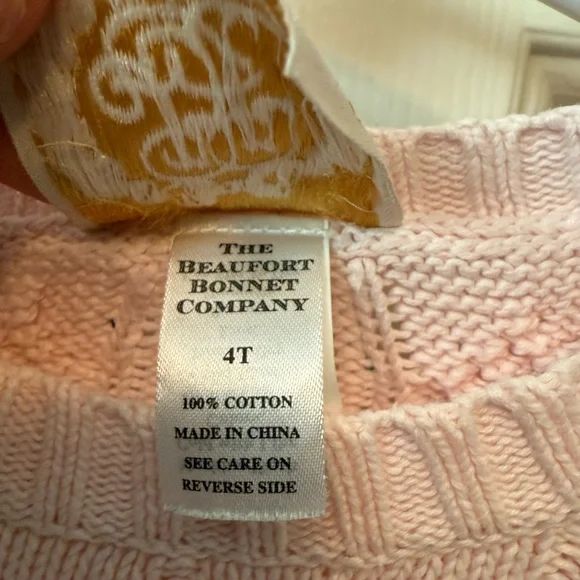 THE
BEAUFORT
BONNET
COMPANY
4T
100% COTTON
MADE IN CHINA
SEE CARE ON
REVERSE SIDE